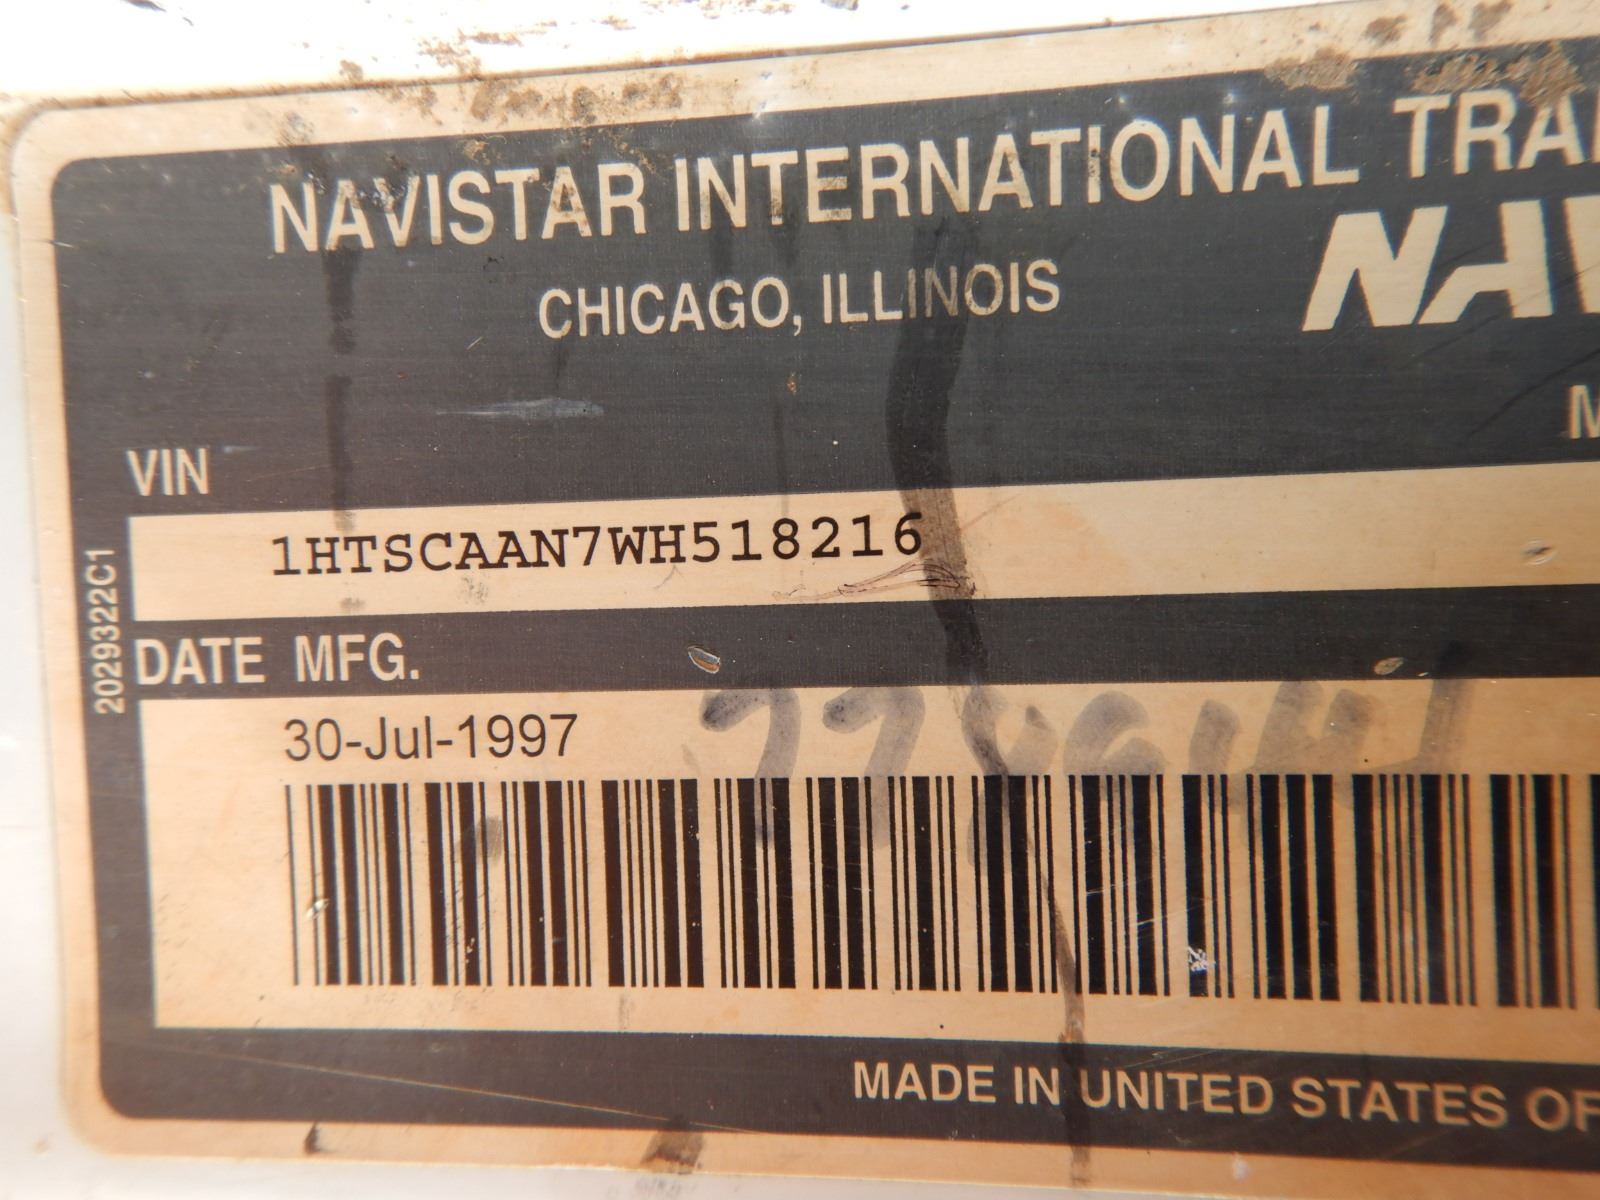 NAVISTAR INTERNATIONAL TRA
CHICAGO, ILLINOIS
NAV
M
VIN
1HTSCAAN7WH518216
2029322C1
DATE MFG.
30-Jul-1997
MADE IN UNITED STATES OF